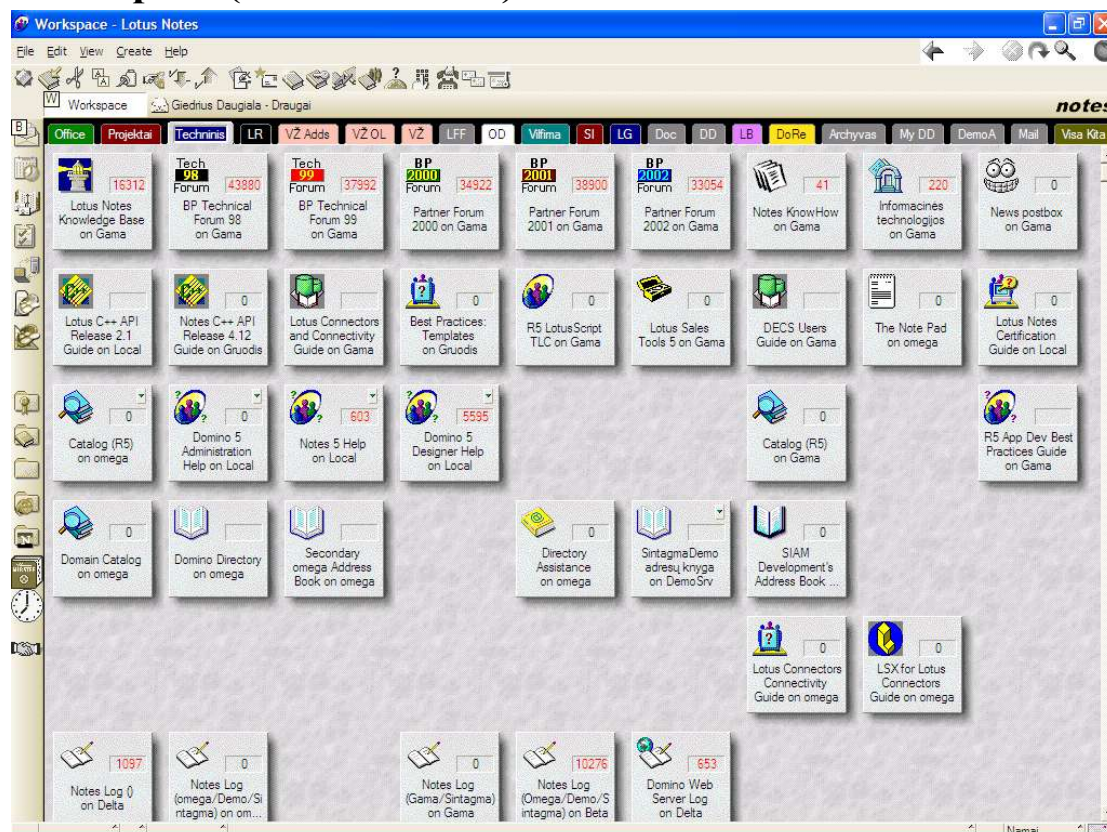 Workspace - Lotus Notes
File Edit View Create Help
Workspace Giedrius Daugiala - Draugai
notes
Office Projektai Techninis LR VŽ Adds VŽ OL VŽ LFF OD Vilfima SI LG Doc DD LB DoRe Archyvas My DD DemoA Mail Visa Kita
16312
Lotus Notes
Knowledge Base
on Gama
Tech
98
Forum
43880
BP Technical
Forum 98
on Gama
Tech
99
Forum
37992
BP Technical
Forum 99
on Gama
BP
2000
Forum
34922
Partner Forum
2000 on Gama
BP
2001
Forum
38900
Partner Forum
2001 on Gama
BP
2002
Forum
33054
Partner Forum
2002 on Gama
41
Notes KnowHow
on Gama
220
Infomacinės
technologijos
on Gama
0
News postbox
on Gama
C++
Lotus C++ API
Release 2.1
Guide on Local
C++
0
Notes C++ API
Release 4.12
Guide on Gruodis
Lotus Connectors
and Connectivity
Guide on Gama
0
Best Practices:
Templates
on Gruodis
0
R5 LotusScript
TLC on Gama
0
Lotus Sales
Tools 5 on Gama
0
DECS Users
Guide on Gama
0
The Note Pad
on omega
0
Lotus Notes
Certification
Guide on Local
0
Catalog (R5)
on omega
0
Domino 5
Administration
Help on Local
603
Notes 5 Help
on Local
5595
Domino 5
Designer Help
on Local
0
Catalog (R5)
on Gama
R5 App Dev Best
Practices Guide
on Gama
0
Domain Catalog
on omega
Domino Directory
on omega
Secondary
omega Address
Book on omega
0
Directory
Assistance
on omega
SintagmaDemo
adresų knyga
on DemoSrv
0
SIAM
Development's
Address Book ...
0
Lotus Connectors
Connectivity
Guide on omega
0
LSX for Lotus
Connectors
Guide on omega
1097
Notes Log ()
on Delta
0
Notes Log
(omega/Demo/Si
ntagma) on om...
0
Notes Log
(Gama/Sintagma)
on Gama
10276
Notes Log
(Omega/Demo/S
intagma) on Beta
653
Domino Web
Server Log
on Delta
Namai